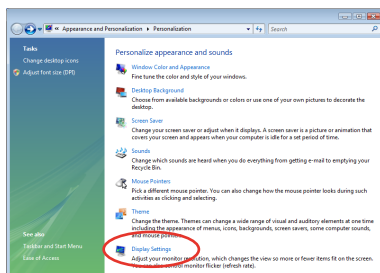 « Appearance and Personalization ▸ Personalization
Search
Tasks
Change desktop icons
Adjust font size (DPI)
See also
Taskbar and Start Menu
Ease of Access
Personalize appearance and sounds
Window Color and Appearance
Fine tune the color and style of your windows.
Desktop Background
Choose from available backgrounds or colors or use one of your own pictures to decorate the
desktop.
Screen Saver
Change your screen saver or adjust when it displays. A screen saver is a picture or animation that
covers your screen and appears when your computer is idle for a set period of time.
Sounds
Change which sounds are heard when you do everything from getting e-mail to emptying your
Recycle Bin.
Mouse Pointers
Pick a different mouse pointer. You can also change how the mouse pointer looks during such
activities as clicking and selecting.
Theme
Change the theme. Themes can change a wide range of visual and auditory elements at one time
including the appearance of menus, icons, backgrounds, screen savers, some computer sounds,
and mouse pointers.
Display Settings
Adjust your monitor resolution, which changes the view so more or fewer items fit on the screen.
You can also control monitor flicker (refresh rate).